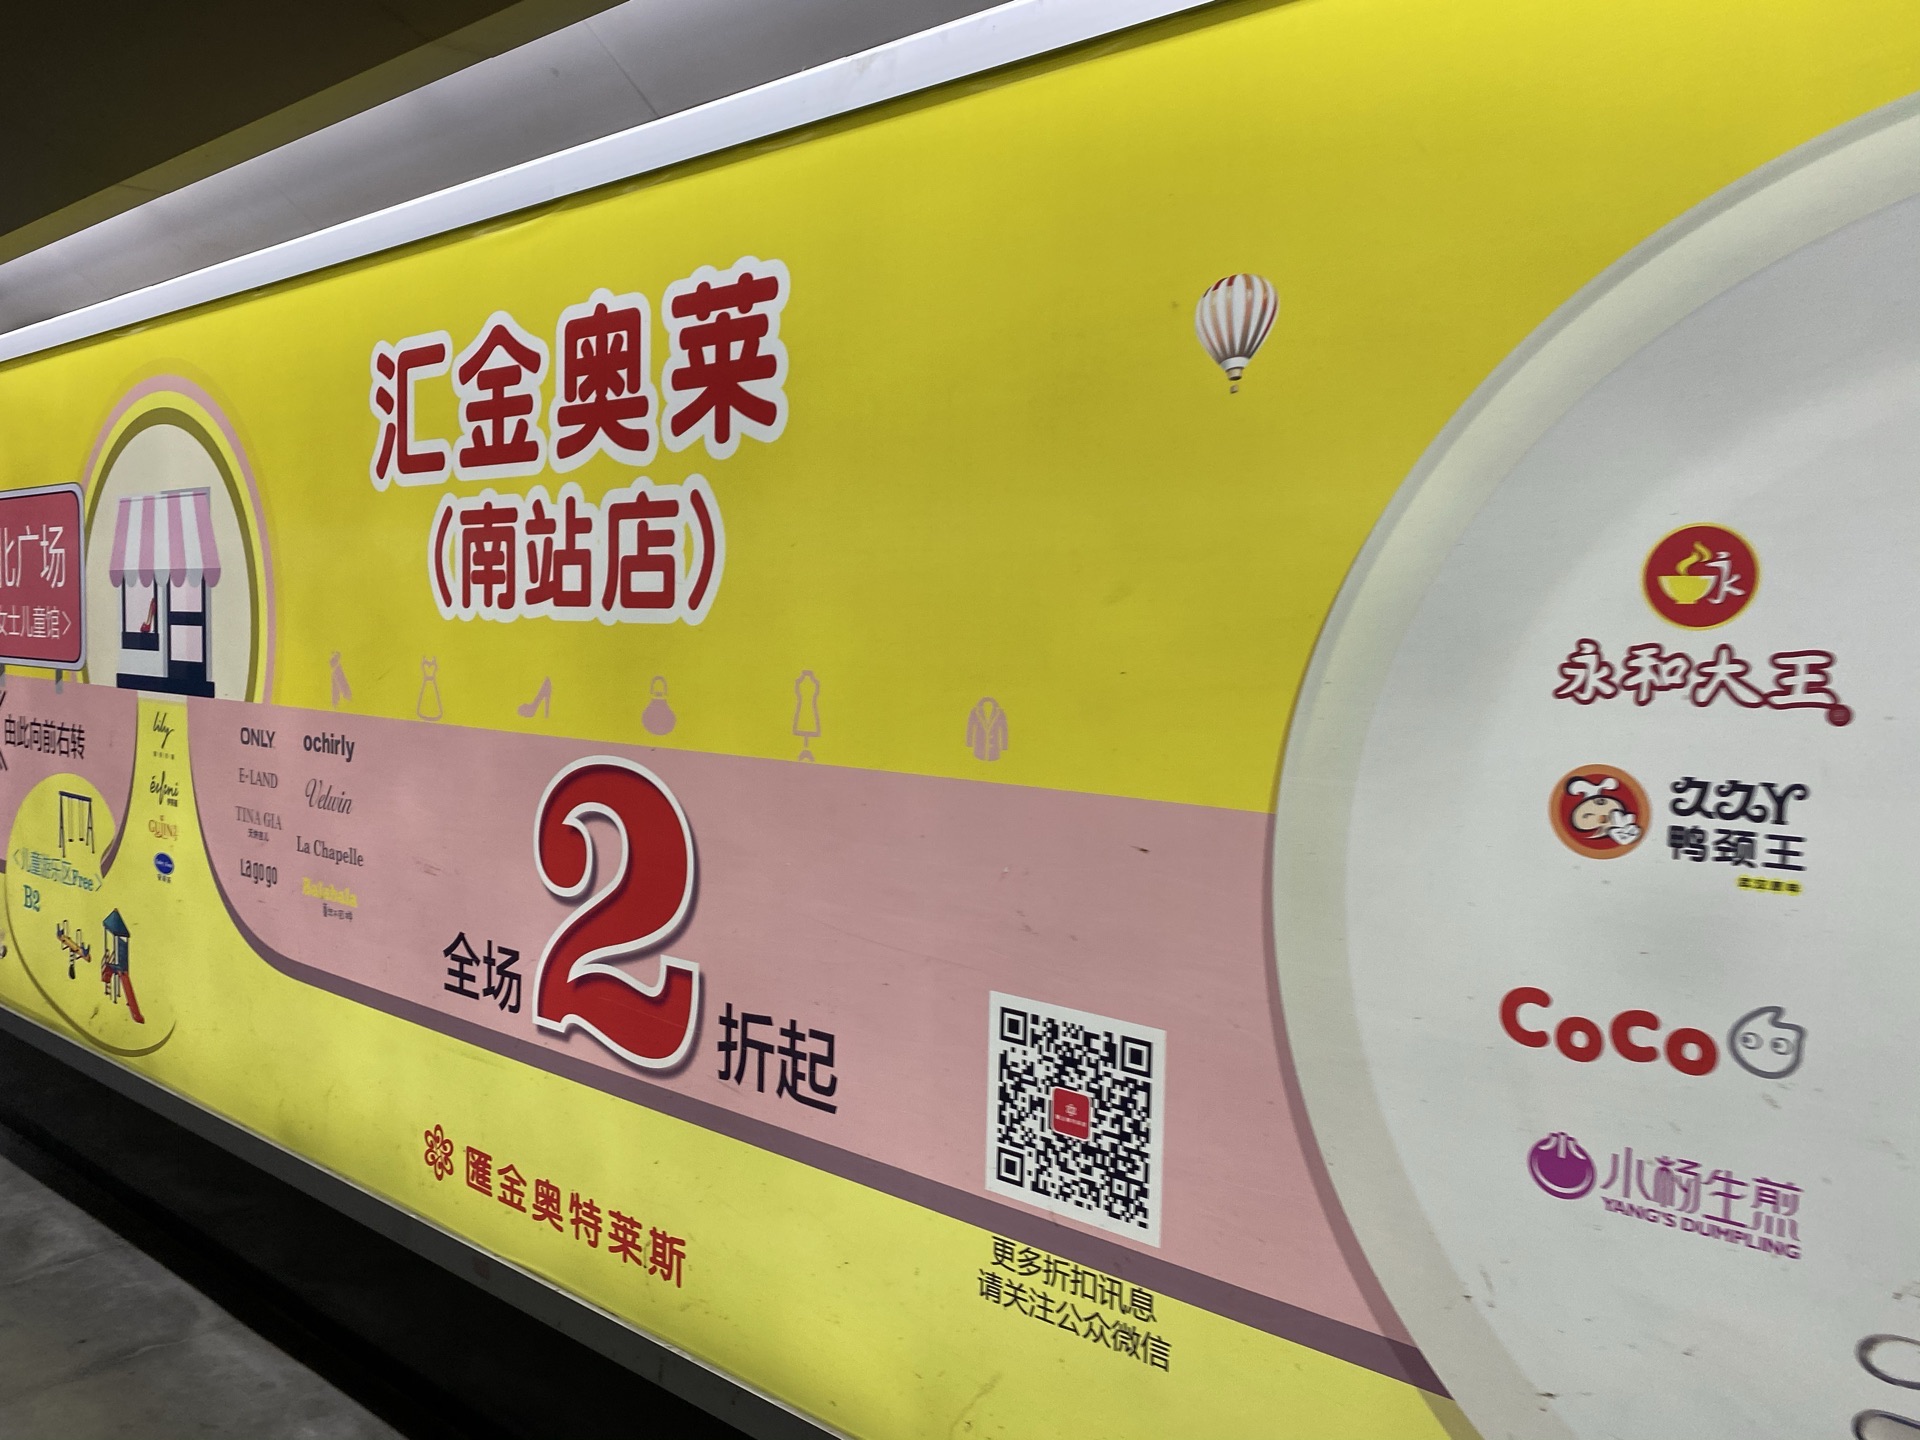 汇金奥莱
(南站店)
北广场
女士儿童馆>
由此向前右转
<儿童游乐区Free>
B2
lily
éifini
GUJIN
ONLY
ochirly
E·LAND
Velwin
TINA GIA
La Chapelle
Lagogo
Balabala
全场2折起
匯金奥特莱斯
更多折扣讯息
请关注公众微信
永
永和大王
久久丫
鸭颈王
CoCo
小杨生煎
YANG'S DUMPLING